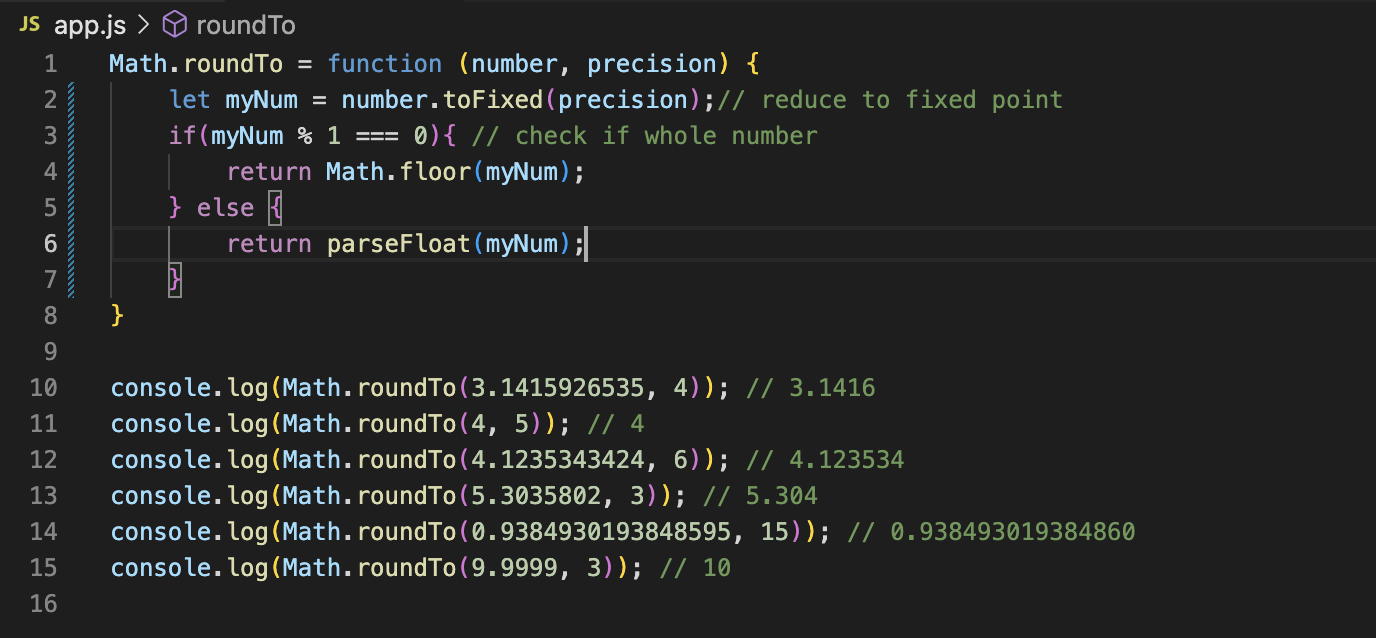 JS app.js > roundTo
1 Math.roundTo = function (number, precision) {
2 let myNum = number.toFixed(precision);// reduce to fixed point
3 if(myNum % 1 === 0){ // check if whole number
4 return Math.floor(myNum);
5 } else {
6 return parseFloat(myNum);
7 }
8 }
9
10 console.log(Math.roundTo(3.1415926535, 4)); // 3.1416
11 console.log(Math.roundTo(4, 5)); // 4
12 console.log(Math.roundTo(4.1235343424, 6)); // 4.123534
13 console.log(Math.roundTo(5.3035802, 3)); // 5.304
14 console.log(Math.roundTo(0.9384930193848595, 15)); // 0.938493019384860
15 console.log(Math.roundTo(9.9999, 3)); // 10
16